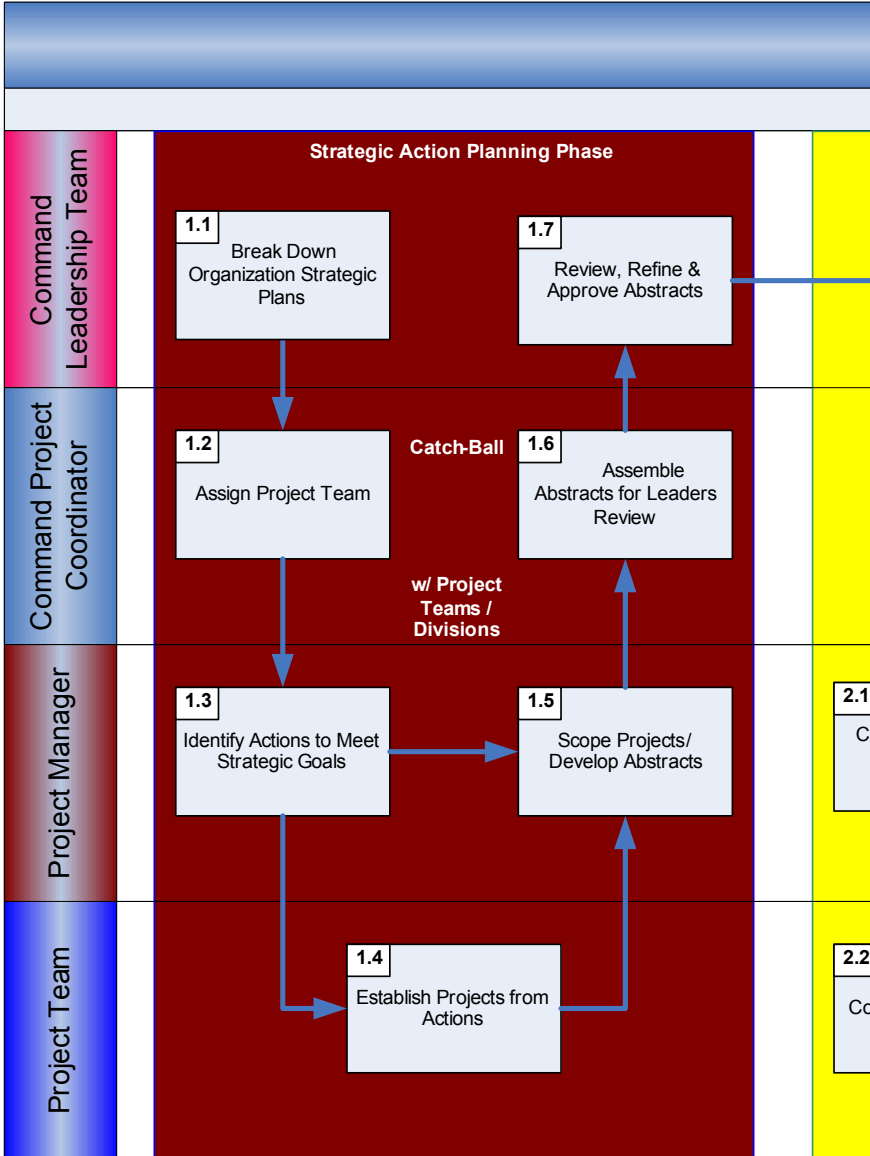 Strategic Action Planning Phase
Command
Leadership Team
1.1
Break Down
Organization Strategic
Plans
1.7
Review, Refine &
Approve Abstracts
Command Project
Coordinator
1.2
Assign Project Team
Catch-Ball
w/ Project
Teams /
Divisions
1.6
Assemble
Abstracts for Leaders
Review
Project Manager
1.3
Identify Actions to Meet
Strategic Goals
1.5
Scope Projects/
Develop Abstracts
2.1
C
Project Team
1.4
Establish Projects from
Actions
2.2
Co